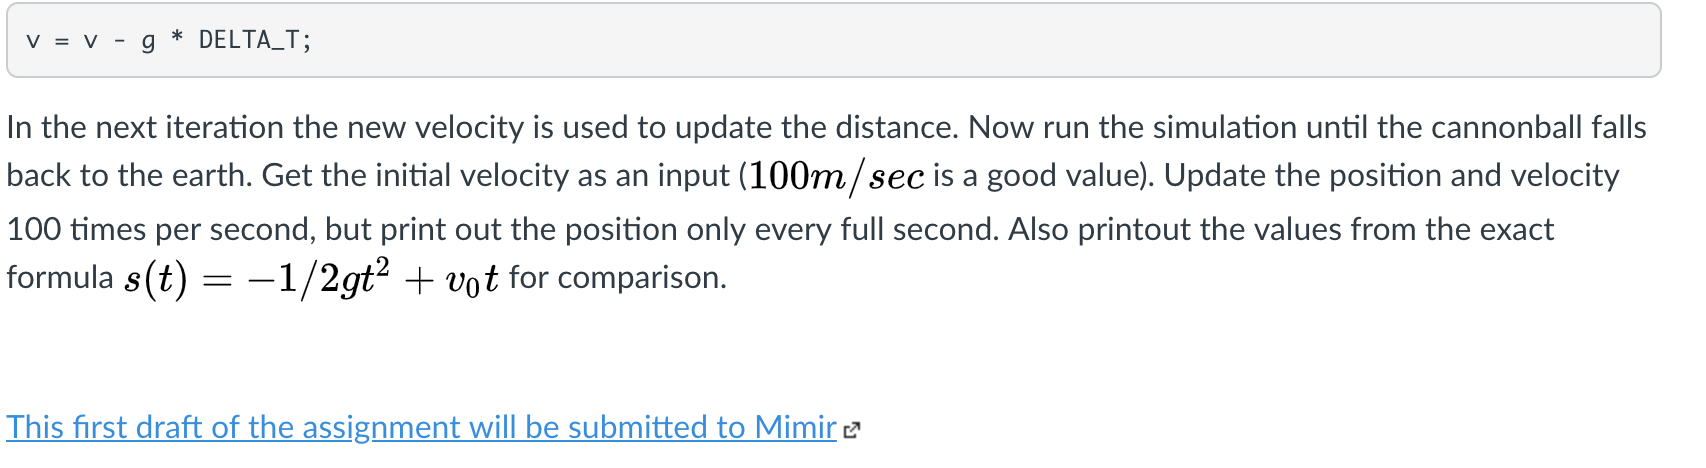 v = v - g * DELTA_T;
In the next iteration the new velocity is used to update the distance. Now run the simulation until the cannonball falls
back to the earth. Get the initial velocity as an input (100m/sec is a good value). Update the position and velocity
100 times per second, but print out the position only every full second. Also printout the values from the exact
formula s(t) = −1/2gt² + v₀t for comparison.
This first draft of the assignment will be submitted to Mimir